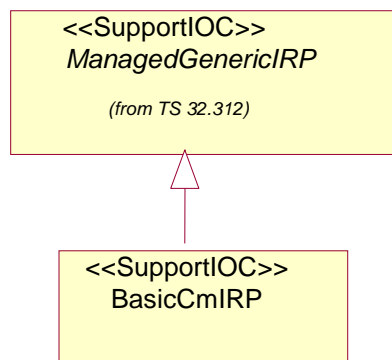 <<SupportIOC>>
ManagedGenericIRP
(from TS 32.312)
<<SupportIOC>>
BasicCmIRP